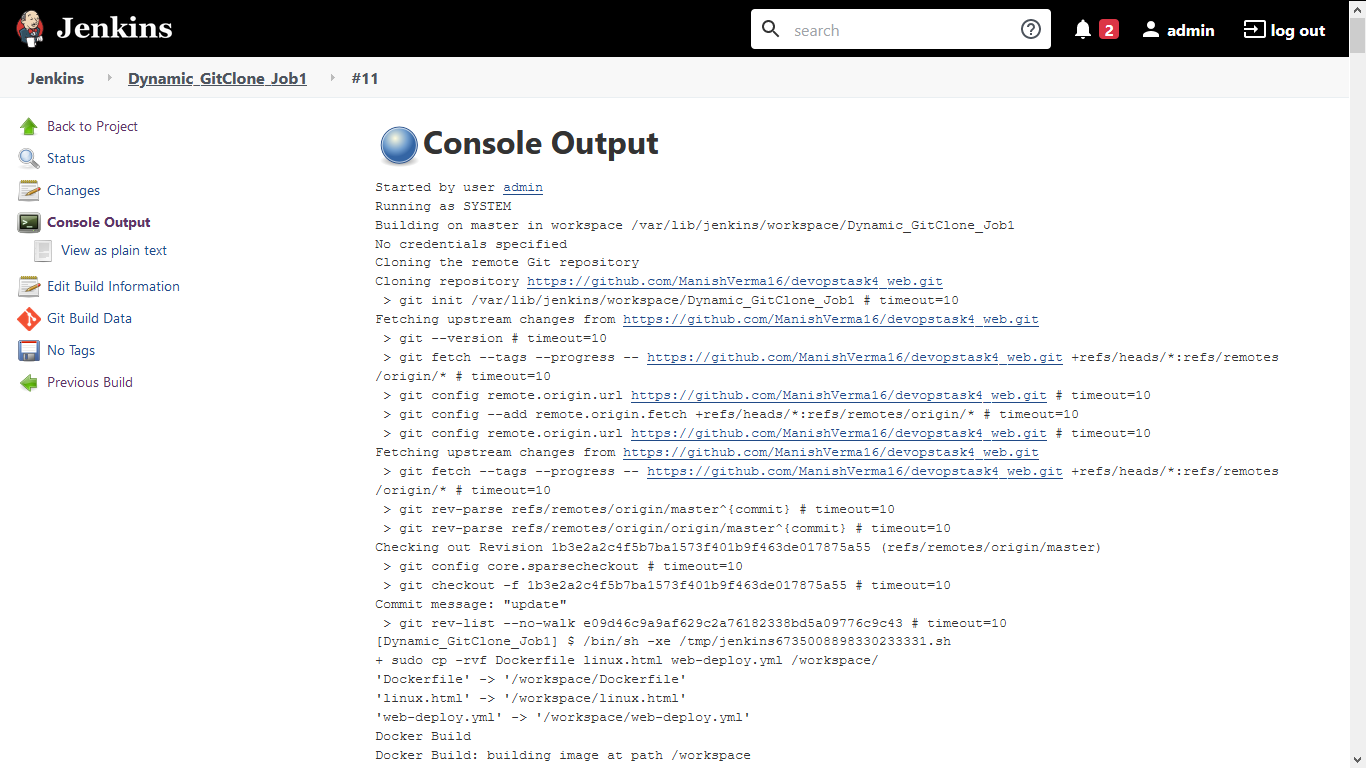 Jenkins
search
2
admin
log out
Jenkins
Dynamic_GitClone_Job1
#11
Back to Project
Status
Changes
Console Output
View as plain text
Edit Build Information
Git Build Data
No Tags
Previous Build
Console Output
Started by user admin
Running as SYSTEM
Building on master in workspace /var/lib/jenkins/workspace/Dynamic_GitClone_Job1
No credentials specified
Cloning the remote Git repository
Cloning repository https://github.com/ManishVerma16/devopstask4_web.git
> git init /var/lib/jenkins/workspace/Dynamic_GitClone_Job1 # timeout=10
Fetching upstream changes from https://github.com/ManishVerma16/devopstask4_web.git
> git --version # timeout=10
> git fetch --tags --progress -- https://github.com/ManishVerma16/devopstask4_web.git +refs/heads/*:refs/remotes
/origin/* # timeout=10
> git config remote.origin.url https://github.com/ManishVerma16/devopstask4_web.git # timeout=10
> git config --add remote.origin.fetch +refs/heads/*:refs/remotes/origin/* # timeout=10
> git config remote.origin.url https://github.com/ManishVerma16/devopstask4_web.git # timeout=10
Fetching upstream changes from https://github.com/ManishVerma16/devopstask4_web.git
> git fetch --tags --progress -- https://github.com/ManishVerma16/devopstask4_web.git +refs/heads/*:refs/remotes
/origin/* # timeout=10
> git rev-parse refs/remotes/origin/master^{commit} # timeout=10
> git rev-parse refs/remotes/origin/origin/master^{commit} # timeout=10
Checking out Revision 1b3e2a2c4f5b7ba1573f401b9f463de017875a55 (refs/remotes/origin/master)
> git config core.sparsecheckout # timeout=10
> git checkout -f 1b3e2a2c4f5b7ba1573f401b9f463de017875a55 # timeout=10
Commit message: "update"
> git rev-list --no-walk e09d46c9a9af629c2a76182338bd5a09776c9c43 # timeout=10
[Dynamic_GitClone_Job1] $ /bin/sh -xe /tmp/jenkins6735008898330233331.sh
+ sudo cp -rvf Dockerfile linux.html web-deploy.yml /workspace/
'Dockerfile' -> '/workspace/Dockerfile'
'linux.html' -> '/workspace/linux.html'
'web-deploy.yml' -> '/workspace/web-deploy.yml'
Docker Build
Docker Build: building image at path /workspace